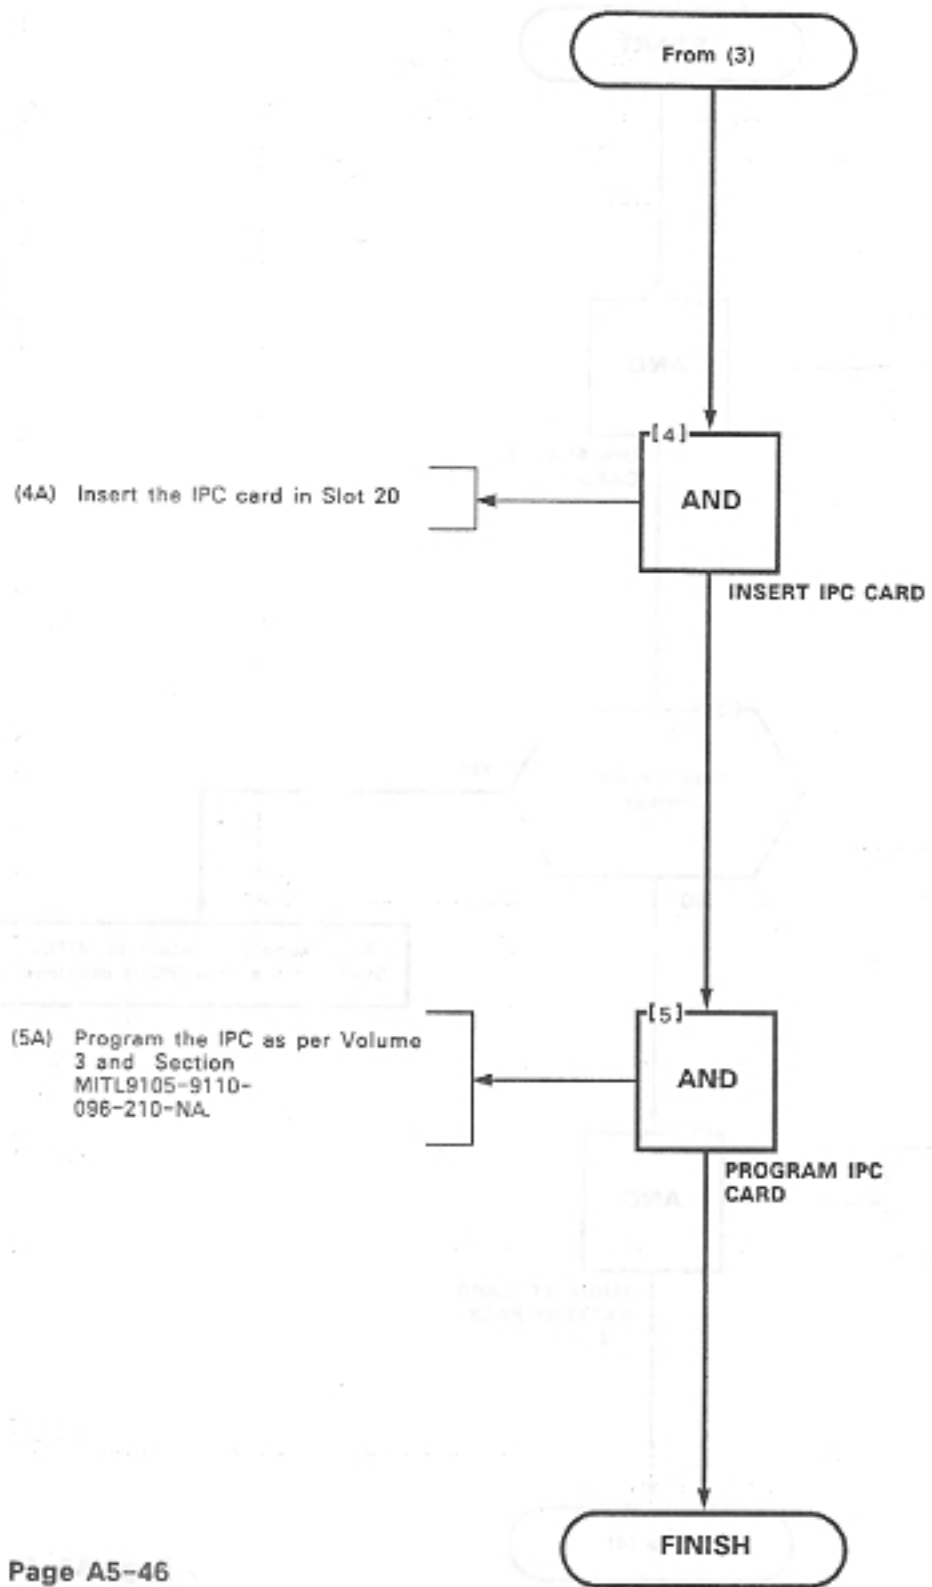 From (3)
[4]
AND
(4A) Insert the IPC card in Slot 20
INSERT IPC CARD
[5]
AND
(5A) Program the IPC as per Volume
3 and Section
MITL9105-9110-
096-210-NA.
PROGRAM IPC
CARD
FINISH
Page A5-46